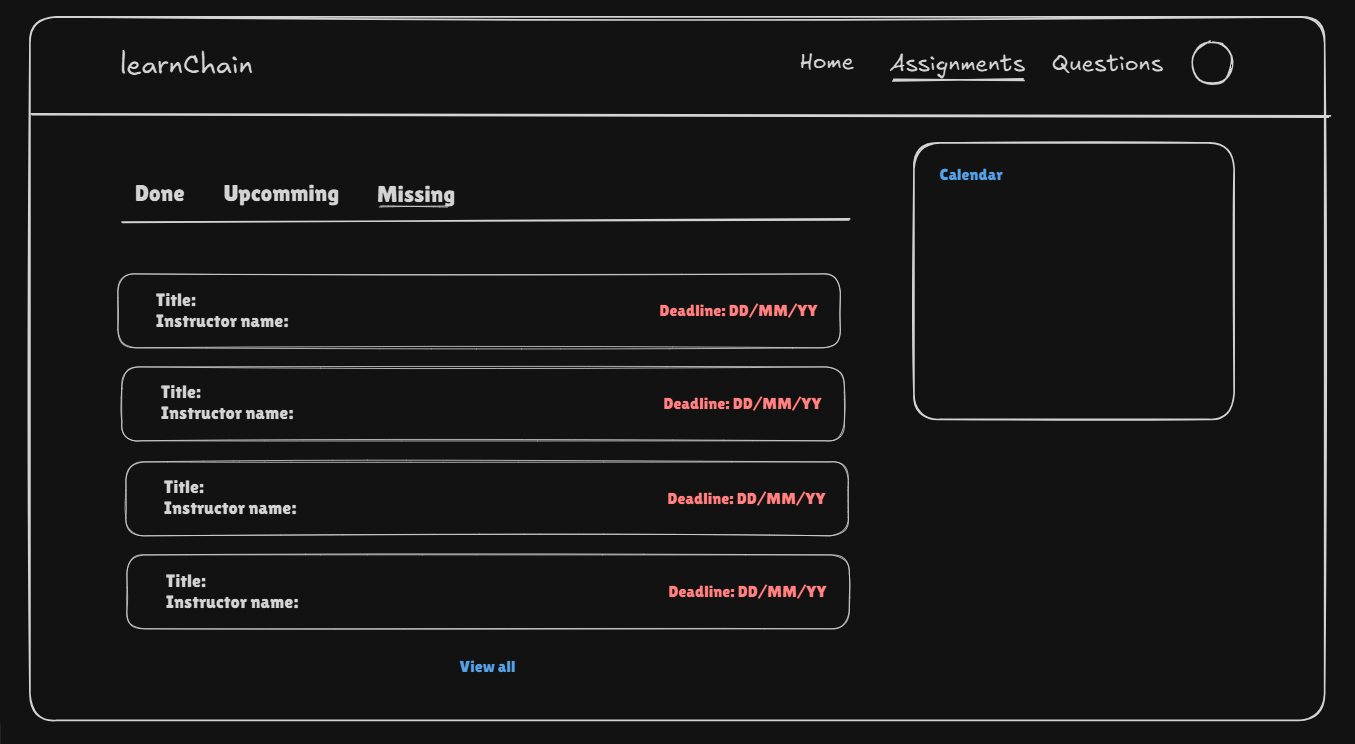 learnChain
Home Assignments Questions
Calendar
Done Upcomming Missing
Title:
Instructor name:
Deadline: DD/MM/YY
Title:
Instructor name:
Deadline: DD/MM/YY
Title:
Instructor name:
Deadline: DD/MM/YY
Title:
Instructor name:
Deadline: DD/MM/YY
View all